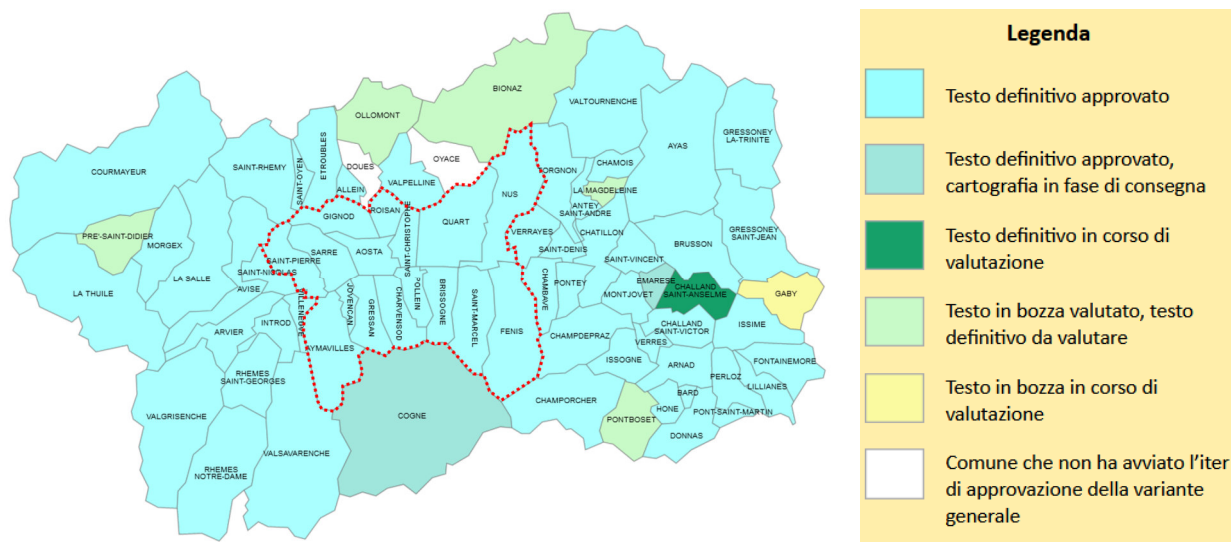 BIONAZ
OLLOMONT
VALTOURNENCHE
GRESSONEY
LA-TRINITE
ETROUBLES
SAINT-OYEN
DOUES
OYACE
AYAS
SAINT-RHEMY
COURMAYEUR
VALPELLINE
CHAMOIS
TORGNON
ALLEIN
LA MAGDELEINE
NUS
ROISAN
GIGNOD
ANTEY
SAINT-ANDRE
QUART
SAINT-CHRISTOPHE
CHATILLON
VERRAYES
GRESSONEY
SAINT-JEAN
PRE'-SAINT-DIDIER
MORGEX
SARRE
AOSTA
BRUSSON
SAINT-DENIS
SAINT-PIERRE
SAINT-VINCENT
SAINT-NICOLAS
LA SALLE
EMARESE
CHALLAND
SAINT-ANSELME
PONTEY
CHAMBAVE
AVISE
LA THUILE
GABY
MONTJOVET
VILLENEUVE
JOVENCAN
GRESSAN
CHARVENSOD
POLLEIN
BRISSOGNE
SAINT-MARCEL
FENIS
INTROD
ARVIER
ISSIME
CHALLAND
SAINT-VICTOR
CHAMPDEPRAZ
VERRES
AYMAVILLES
ISSOGNE
FONTAINEMORE
ARNAD
RHEMES
SAINT-GEORGES
PERLOZ
LILLIANES
BARD
CHAMPORCHER
HONE
PONT-SAINT-MARTIN
VALGRISENCHE
COGNE
PONTBOSET
DONNAS
VALSAVARENCHE
RHEMES
NOTRE-DAME
Legenda
Testo definitivo approvato
Testo definitivo approvato,
cartografia in fase di consegna
Testo definitivo in corso di
valutazione
Testo in bozza valutato, testo
definitivo da valutare
Testo in bozza in corso di
valutazione
Comune che non ha avviato l'iter
di approvazione della variante
generale